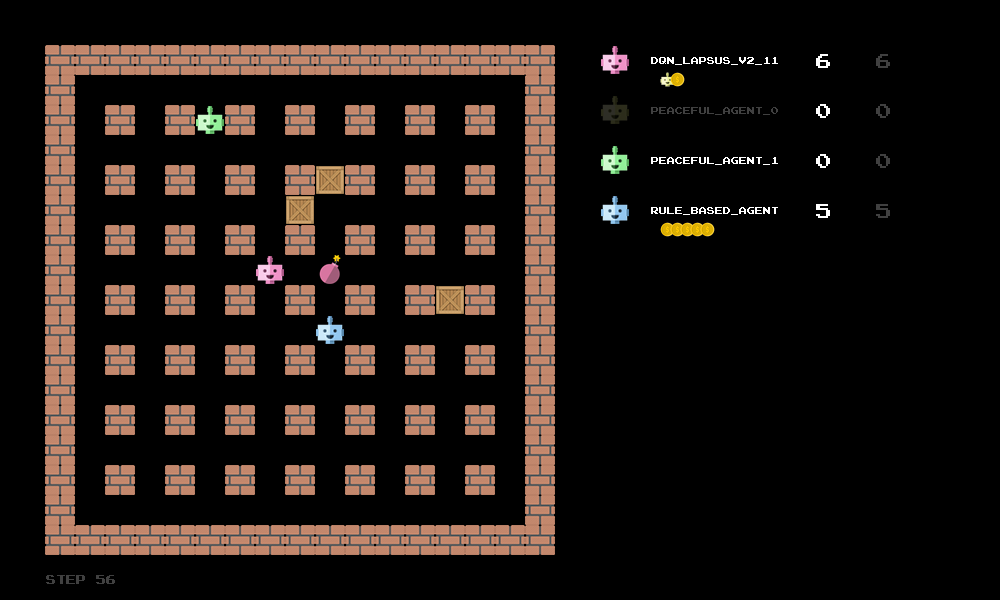 DQN_LAPSUS_V2_11 6 6
PEACEFUL_AGENT_0 0 0
PEACEFUL_AGENT_1 0 0
RULE_BASED_AGENT 5 5
STEP 56